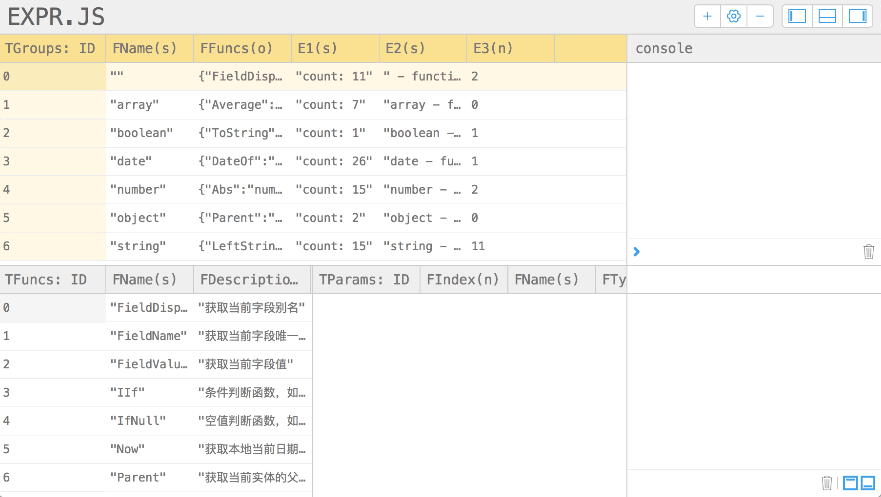 EXPR.JS
TGroups: ID FName(s) FFuncs(o) E1(s) E2(s) E3(n)
console
0 "" {"FieldDisp… "count: 11" " – functi… 2
1 "array" {"Average":… "count: 7" "array – f… 0
2 "boolean" {"ToString"… "count: 1" "boolean –… 1
3 "date" {"DateOf":"… "count: 26" "date – fu… 1
4 "number" {"Abs":"num… "count: 15" "number – … 2
5 "object" {"Parent":"… "count: 2" "object – … 0
6 "string" {"LeftStrin… "count: 15" "string – … 11
TFuncs: ID FName(s) FDescriptio… TParams: ID FIndex(n) FName(s) FTy
0 "FieldDisp… "获取当前字段别名"
1 "FieldName" "获取当前字段唯一…
2 "FieldValu… "获取当前字段值"
3 "IIf" "条件判断函数，如…
4 "IfNull" "空值判断函数，如…
5 "Now" "获取本地当前日期…
6 "Parent" "获取当前实体的父…